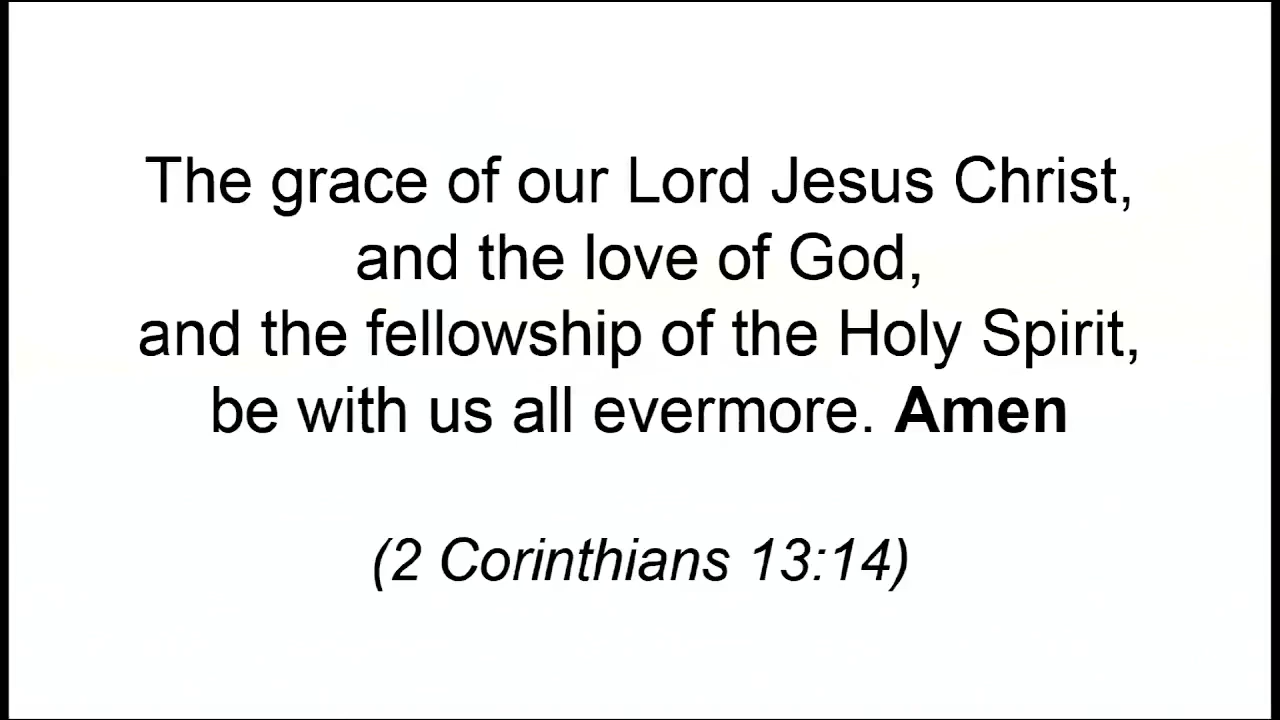 The grace of our Lord Jesus Christ,
and the love of God,
and the fellowship of the Holy Spirit,
be with us all evermore. Amen
(2 Corinthians 13:14)